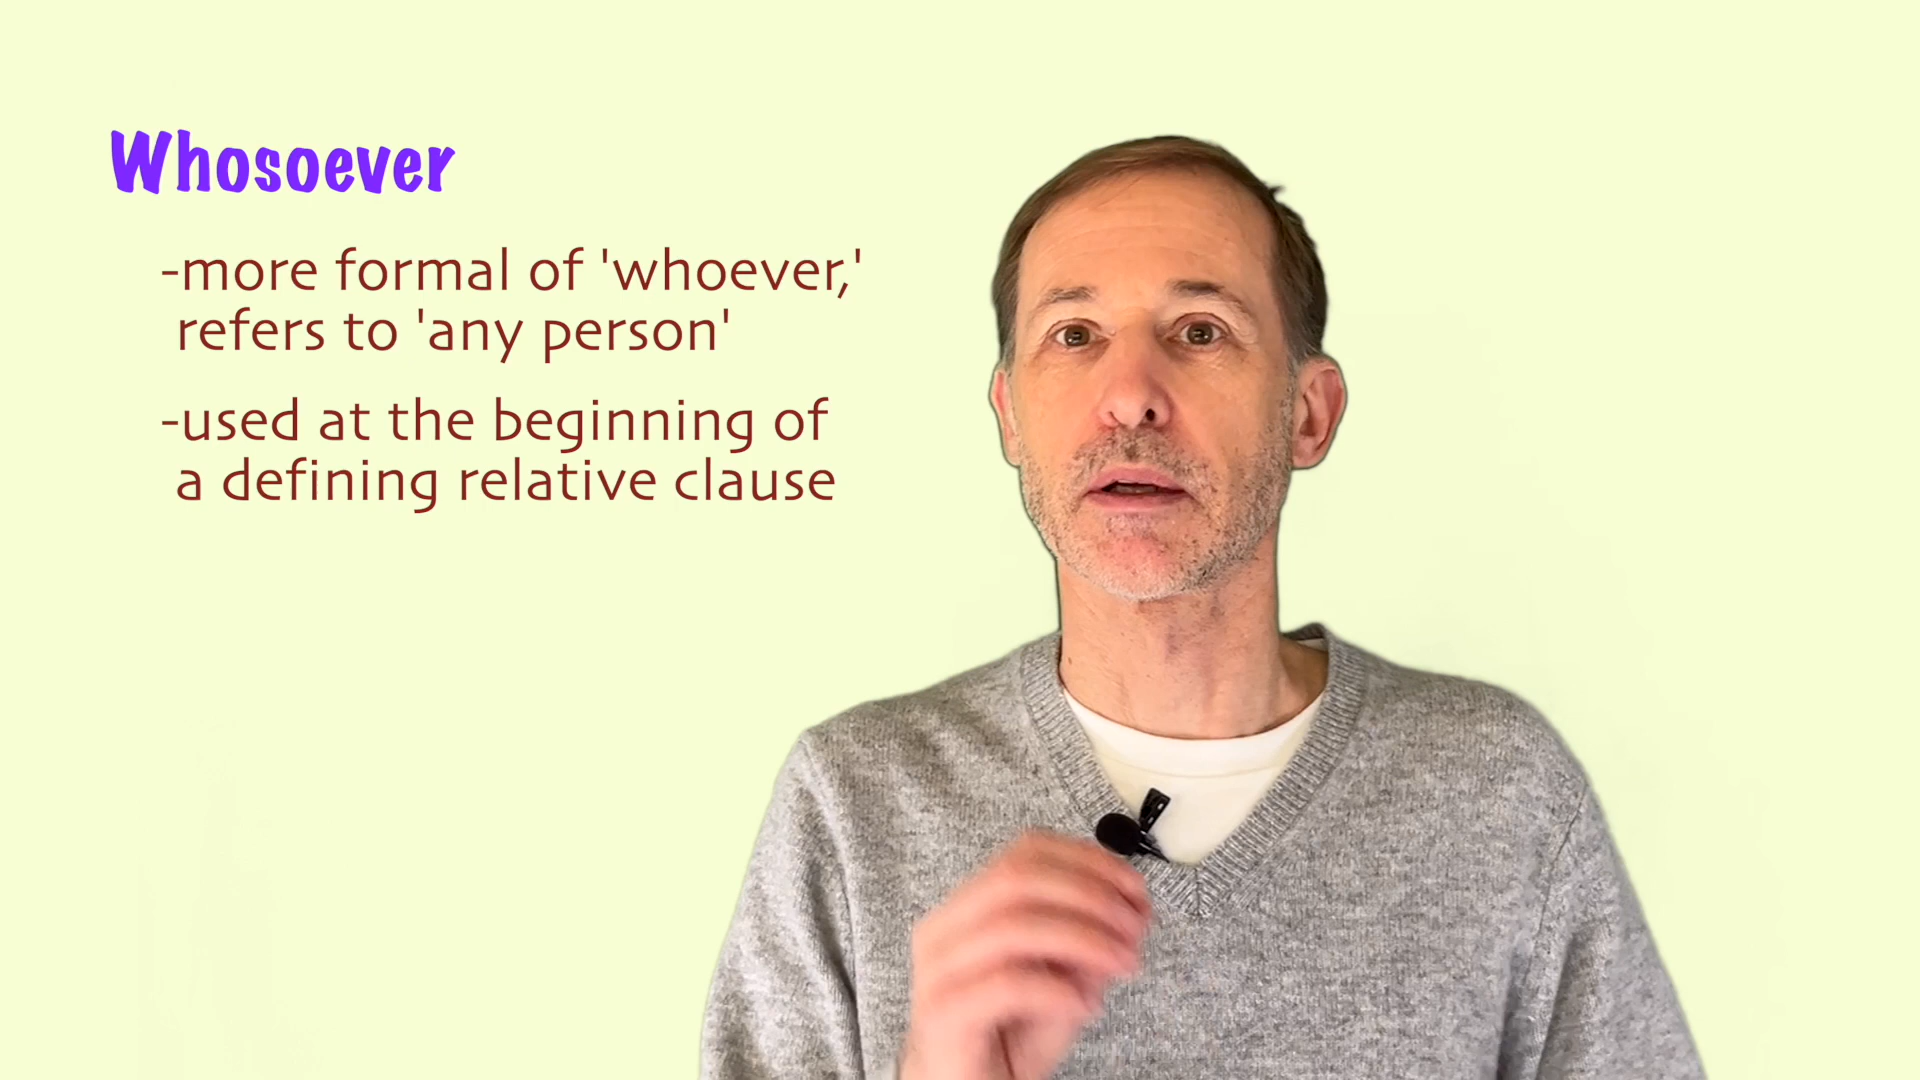 Whosoever
-more formal of 'whoever,'
refers to 'any person'
-used at the beginning of
a defining relative clause